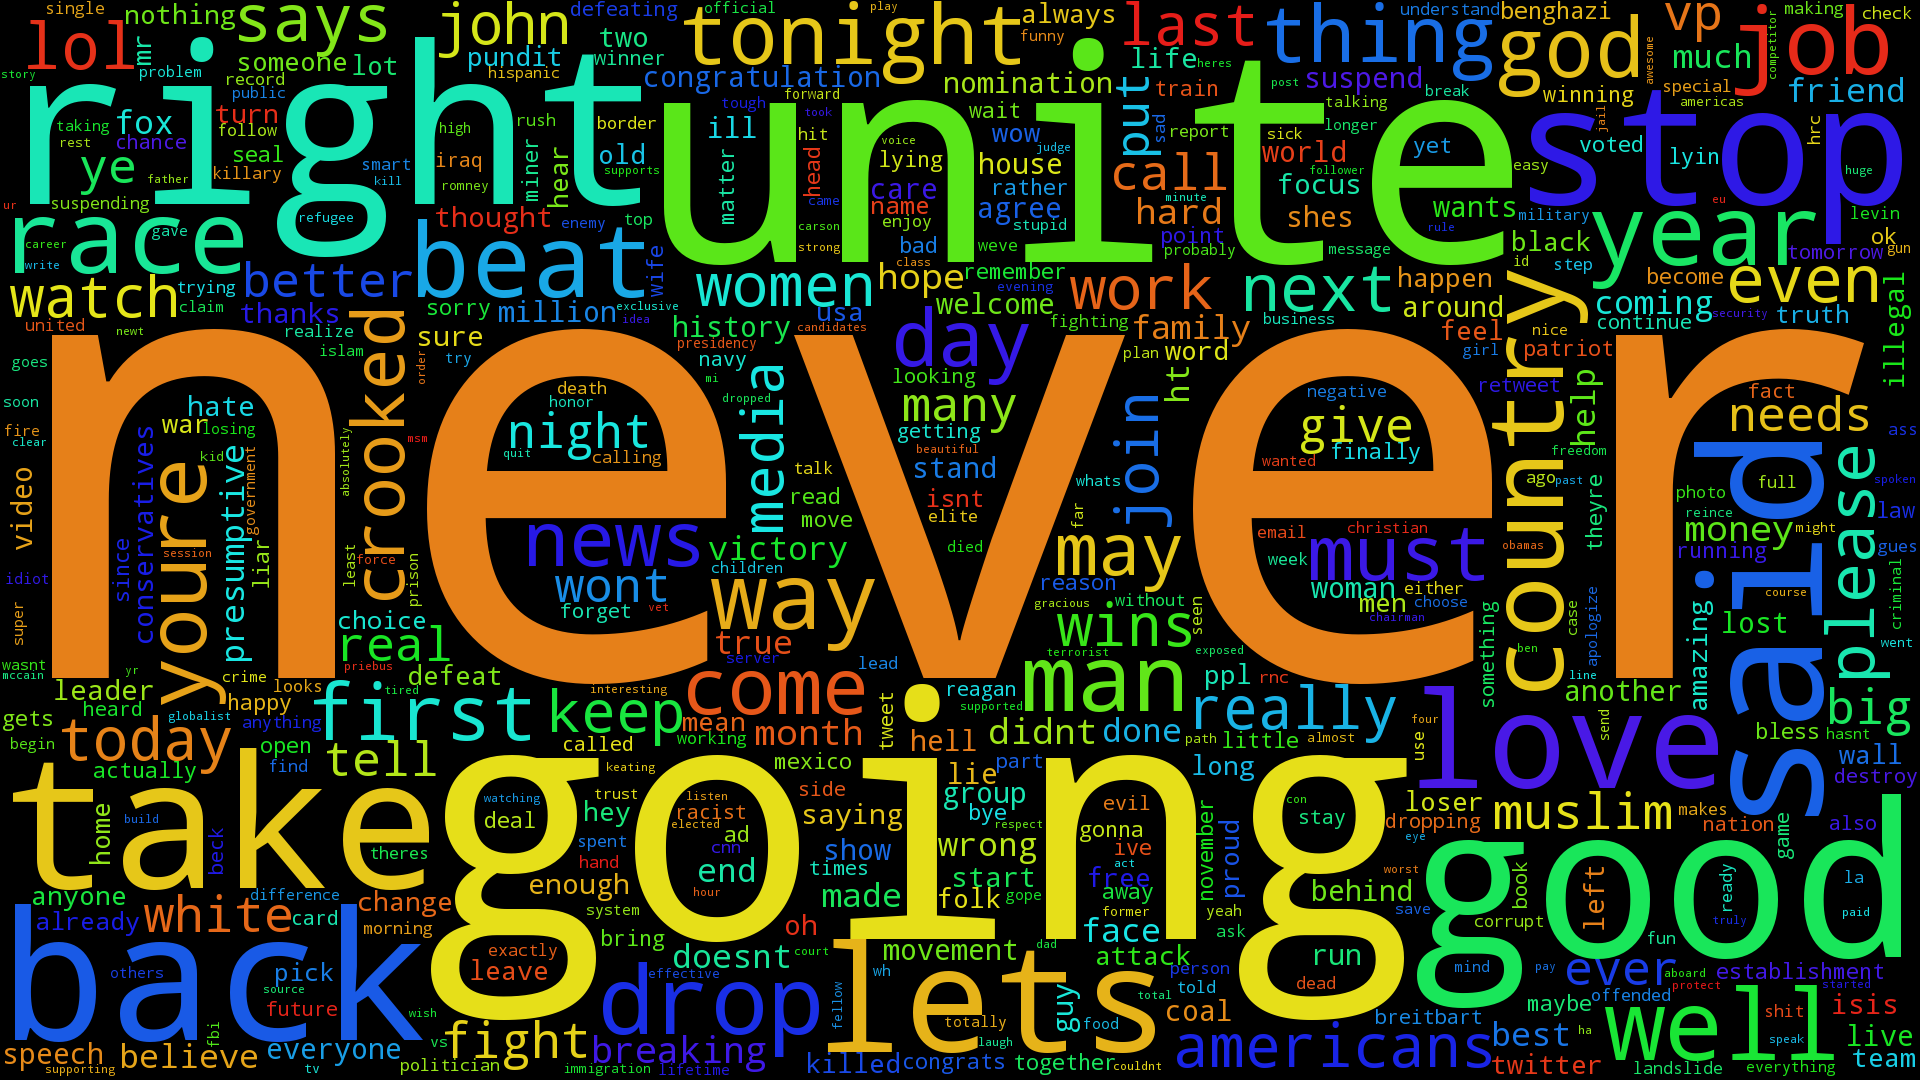 single
nothing
says
defeating
official
play
always
understand
benghazi
vp
making
check
lol
mr
john
two
tonight
funny
last
thing
god
much
job
competitor
someone
lot
pundit
winner
life
heres
awesome
story
problem
record
hispanic
congratulation
nomination
train
post
suspend
break
winning
special
americas
friend
right
public
tough
forward
wait
put
talking
unite
stop
jail
taking
fox
turn
high
rush
border
took
ill
hit
wow
voice
judge
sad
report
sick
longer
yet
voted
hrc
rest
chance
follow
seal
smart
iraq
miner
hear
old
matter
head
lying
house
call
world
lyin
easy
huge
ye
father
killary
kill
romney
supports
care
rather
follower
focus
ur
suspending
refugee
thought
enemy
top
came
name
agree
minute
hard
shes
wants
military
levin
race
gave
beat
carson
enjoy
stupid
point
rule
year
ok
career
wife
strong
bad
weve
probably
message
black
id
tomorrow
gun
write
better
women
class
hope
remember
work
next
happen
step
become
even
watch
trying
claim
thanks
sorry
million
exclusive
evening
welcome
around
coming
country
united
newt
realize
crooked
sure
idea
history
usa
candidates
day
fighting
family
business
feel
nice
continue
security
truth
goes
islam
order
try
presidency
navy
plan
word
girl
patriot
illegal
never
soon
hate
death
honor
mi
dropped
media
looking
many
join
ht
negative
give
retweet
help
fact
needs
fire
clear
war
losing
absolutely
msm
night
quit
calling
getting
beautiful
stand
wanted
finally
freedom
ass
video
conservatives
kid
youre
presumptive
government
talk
read
isnt
whats
ago
past
full
said
please
spoken
since
liar
least
prison
news
move
elite
far
email
christian
must
theyre
photo
reince
money
might
law
idiot
session
force
wont
victory
died
may
week
obamas
running
gues
super
forget
children
way
reason
woman
either
criminal
choice
vet
gracious
without
men
choose
case
apologize
course
wasnt
real
true
wins
seen
chairman
something
amazing
lost
went
mccain
yr
crime
priebus
defeat
server
lead
terrorist
exposed
ben
line
leader
looks
tired
interesting
come
reagan
man
ppl
rnc
another
gets
heard
happy
first
keep
supported
really
love
big
begin
today
globalist
anything
mean
month
tweet
hell
didnt
done
four
send
bless
hasnt
open
find
tell
called
working
path
little
almost
use
wall
actually
keating
mexico
lie
part
long
destroy
take
going
home
build
watching
trust
listen
side
group
evil
november
con
loser
muslim
makes
deal
hey
racist
saying
bye
respect
gonna
stay
dropping
nation
game
also
beck
theres
elected
ad
spent
cnn
show
wrong
ive
proud
eye
good
anyone
difference
hand
end
times
start
act
free
worst
behind
book
left
ready
la
already
white
card
change
enough
hour
made
folk
gope
away
save
corrupt
truly
paid
back
morning
system
oh
former
yeah
face
ask
fun
exactly
bring
doesnt
court
movement
dad
attack
run
others
pick
leave
effective
lets
wh
person
mind
pay
ever
aboard
establishment
source
future
drop
fellow
told
dead
protect
started
wish
guy
total
coal
maybe
offended
well
shit
isis
fbi
fight
totally
food
breitbart
best
ha
speak
live
speech
believe
everyone
vs
breaking
laugh
americans
twitter
team
supporting
tv
politician
immigration
lifetime
killed
congrats
together
couldnt
landslide
everything